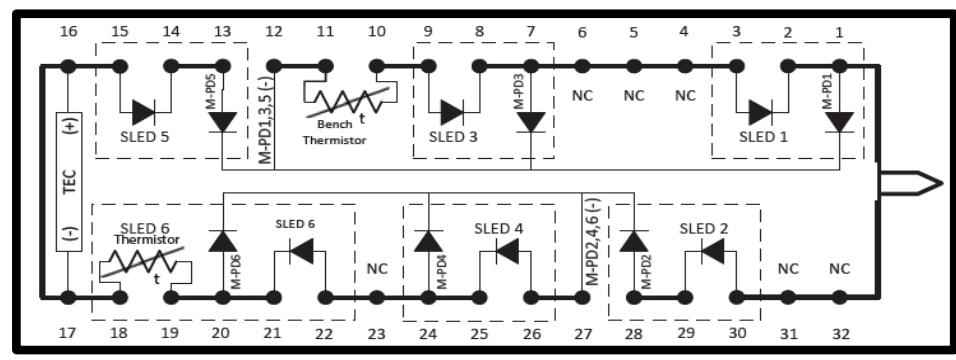 16 15 14 13 12 11 10 9 8 7 6 5 4 3 2 1
M-PD5
M-PD1,3,5 (-)
M-PD3
M-PD1
NC NC NC
t
SLED 5
Bench
Thermistor
SLED 3
SLED 1
(+)
TEC
(-)
SLED 6
Thermistor
t
M-PD6
SLED 6
NC
M-PD4
SLED 4
M-PD2,4,6 (-)
M-PD2
SLED 2
NC NC
17 18 19 20 21 22 23 24 25 26 27 28 29 30 31 32